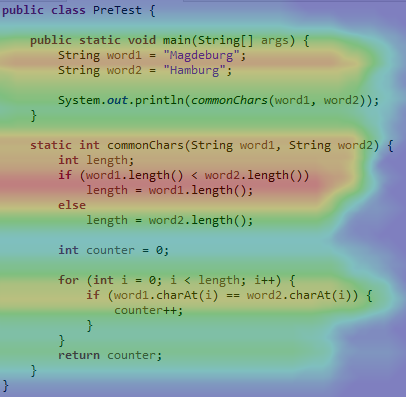 public class PreTest {
public static void main(String[] args) {
String word1 = "Magdeburg";
String word2 = "Hamburg";
System.out.println(commonChars(word1, word2));
}
static int commonChars(String word1, String word2) {
int length;
if (word1.length() < word2.length())
length = word1.length();
else
length = word2.length();
int counter = 0;
for (int i = 0; i < length; i++) {
if (word1.charAt(i) == word2.charAt(i)) {
counter++;
}
}
return counter;
}
}